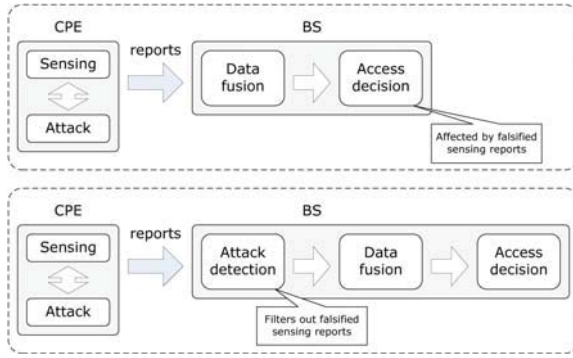 CPE
BS
reports
Sensing
Attack
Data
fusion
Access
decision
Affected by falsified
sensing reports
CPE
BS
reports
Sensing
Attack
Attack
detection
Data
fusion
Access
decision
Filters out falsified
sensing reports